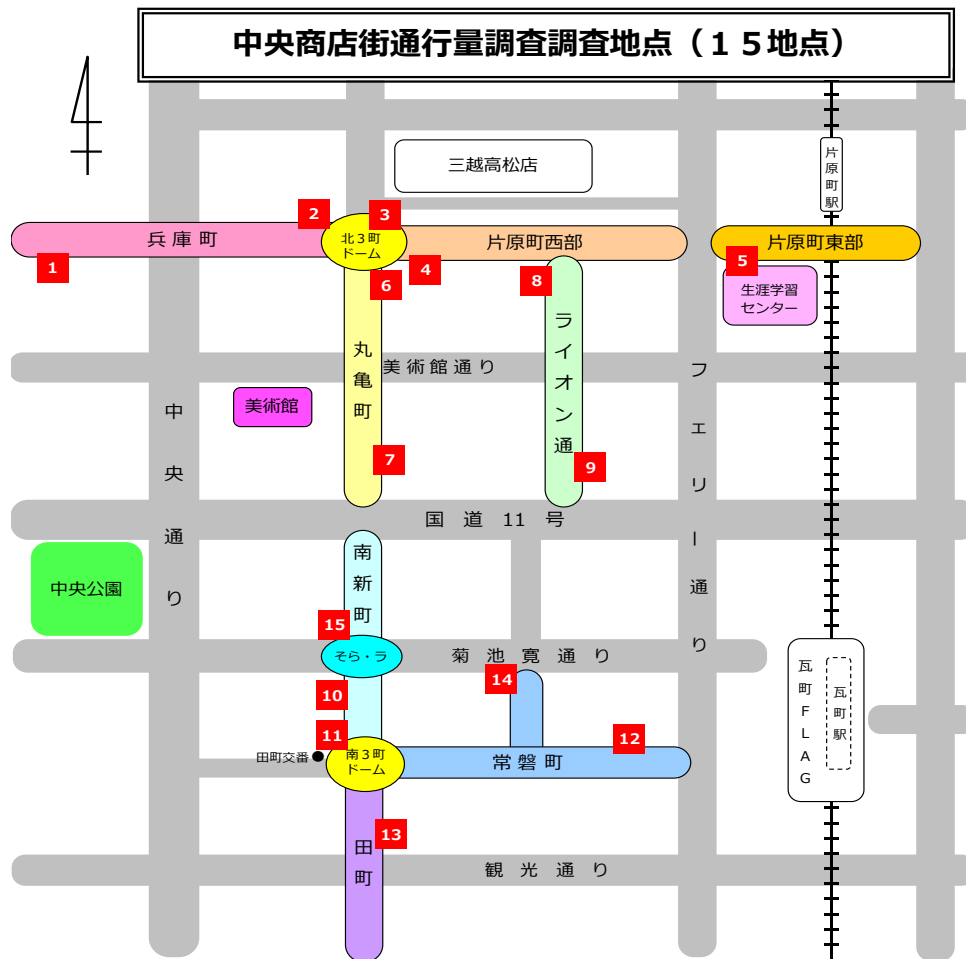 中央商店街通行量調査調査地点（１５地点）
三越高松店
片原町駅
2
3
兵庫町
北３町
ドーム
片原町西部
片原町東部
1
4
5
6
8
生涯学習
センター
丸亀町
ライオン通
美術館通り
フェリー通り
美術館
中央通り
7
9
国道11号
中央公園
南新町
15
そら・ラ
菊池寛通り
瓦町FLAG
瓦町駅
14
10
11
12
田町交番
南３町
ドーム
常磐町
13
田町
観光通り